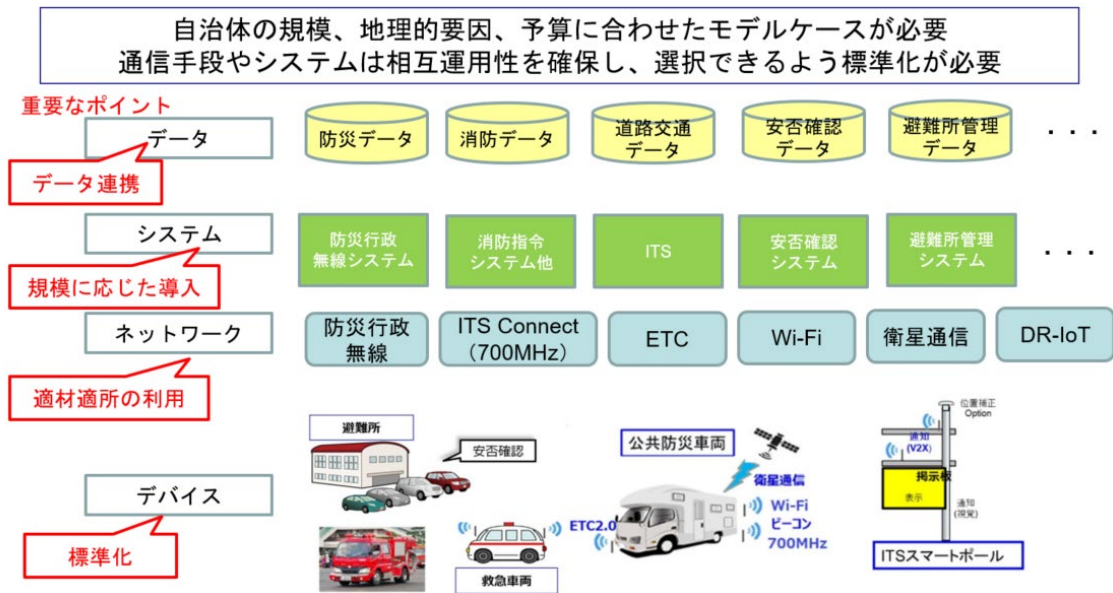 自治体の規模、地理的要因、予算に合わせたモデルケースが必要
通信手段やシステムは相互運用性を確保し、選択できるよう標準化が必要
重要なポイント
データ
データ連携
防災データ
消防データ
道路交通
データ
安否確認
データ
避難所管理
データ
・・・
システム
規模に応じた導入
防災行政
無線システム
消防指令
システム他
ITS
安否確認
システム
避難所管理
システム
・・・
ネットワーク
適材適所の利用
防災行政
無線
ITS Connect
（700MHz）
ETC
Wi-Fi
衛星通信
DR-IoT
デバイス
標準化
避難所
安否確認
救急車両
ETC2.0
公共防災車両
衛星通信
Wi-Fi
ビーコン
700MHz
位置補正
Option
通知
(V2X)
掲示板
表示
通知
(視覚)
ITSスマートポール